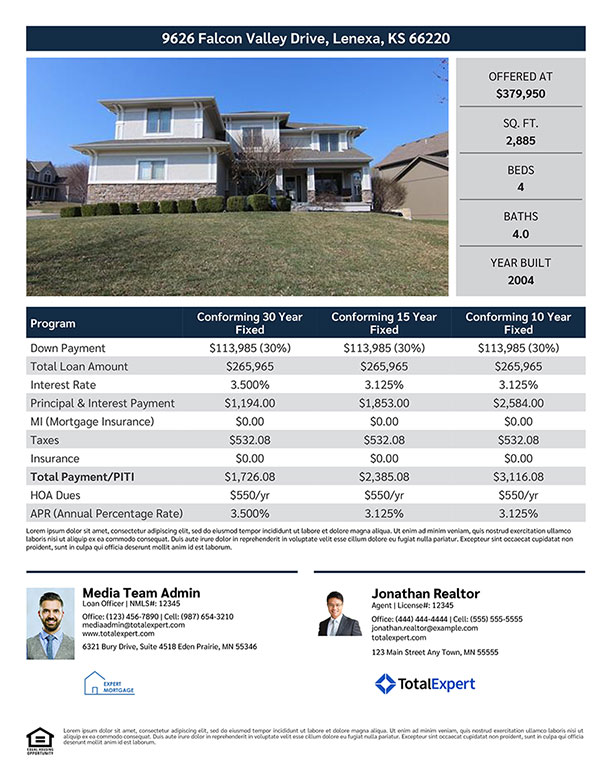 9626 Falcon Valley Drive, Lenexa, KS 66220
OFFERED AT
$379,950
SQ. FT.
2,885
BEDS
4
BATHS
4.0
YEAR BUILT
2004
Program Conforming 30 Year Fixed Conforming 15 Year Fixed Conforming 10 Year Fixed
Down Payment $113,985 (30%) $113,985 (30%) $113,985 (30%)
Total Loan Amount $265,965 $265,965 $265,965
Interest Rate 3.500% 3.125% 3.125%
Principal & Interest Payment $1,194.00 $1,853.00 $2,584.00
MI (Mortgage Insurance) $0.00 $0.00 $0.00
Taxes $532.08 $532.08 $532.08
Insurance $0.00 $0.00 $0.00
Total Payment/PITI $1,726.08 $2,385.08 $3,116.08
HOA Dues $550/yr $550/yr $550/yr
APR (Annual Percentage Rate) 3.500% 3.125% 3.125%
Lorem ipsum dolor sit amet, consectetur adipiscing elit, sed do eiusmod tempor incididunt ut labore et dolore magna aliqua. Ut enim ad minim veniam, quis nostrud exercitation ullamco
laboris nisi ut aliquip ex ea commodo consequat. Duis aute irure dolor in reprehenderit in voluptate velit esse cillum dolore eu fugiat nulla pariatur. Excepteur sint occaecat cupidatat non
proident, sunt in culpa qui officia deserunt mollit anim id est laborum.
Media Team Admin
Loan Officer | NMLS#: 12345
Office: (123) 456-7890 | Cell: (987) 654-3210
mediaadmin@totalexpert.com
www.totalexpert.com
6321 Bury Drive, Suite 4518 Eden Prairie, MN 55346
EXPERT
MORTGAGE
Jonathan Realtor
Agent | License#: 12345
Office: (444) 444-4444 | Cell: (555) 555-5555
jonathan.realtor@example.com
totalexpert.com
123 Main Street Any Town, MN 55555
TotalExpert
EQUAL HOUSING
OPPORTUNITY
Lorem ipsum dolor sit amet, consectetur adipiscing elit, sed do eiusmod tempor incididunt ut labore et dolore magna aliqua. Ut enim ad minim veniam, quis nostrud exercitation ullamco laboris nisi ut
aliquip ex ea commodo consequat. Duis aute irure dolor in reprehenderit in voluptate velit esse cillum dolore eu fugiat nulla pariatur. Excepteur sint occaecat cupidatat non proident, sunt in culpa qui officia
deserunt mollit anim id est laborum.